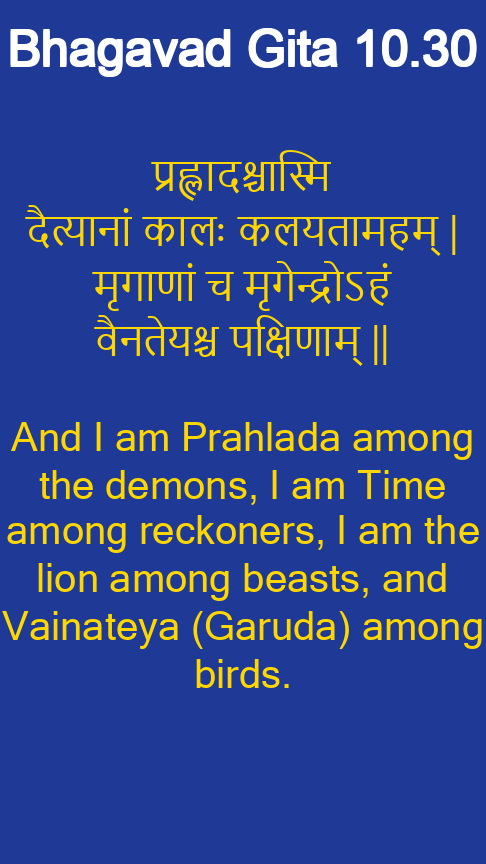 Bhagavad Gita 10.30
प्रह्लादश्चास्मि
दैत्यानां कालः कलयतामहम् |
मृगाणां च मृगेन्द्रोऽहं
वैनतेयश्च पक्षिणाम् ||
And I am Prahlada among
the demons, I am Time
among reckoners, I am the
lion among beasts, and
Vainateya (Garuda) among
birds.